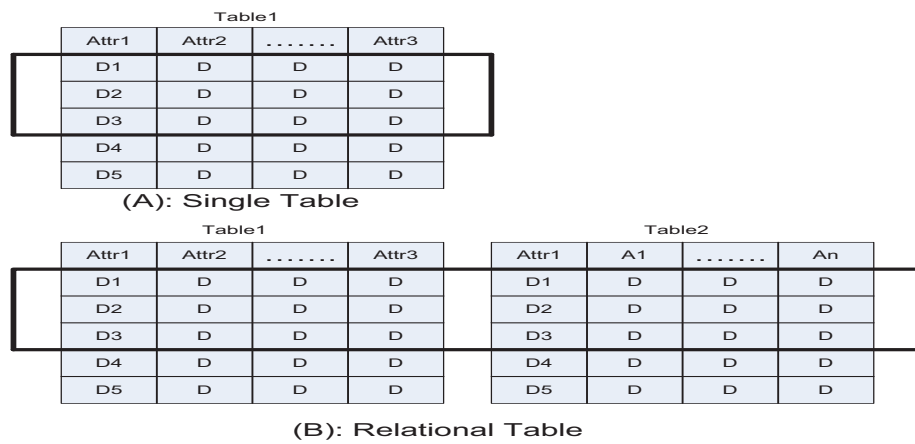 Table1
Attr1 Attr2 ....... Attr3
D1 D D D
D2 D D D
D3 D D D
D4 D D D
D5 D D D
(A): Single Table
Table1 Table2
Attr1 Attr2 ....... Attr3 Attr1 A1 ....... An
D1 D D D D1 D D D
D2 D D D D2 D D D
D3 D D D D3 D D D
D4 D D D D4 D D D
D5 D D D D5 D D D
(B): Relational Table